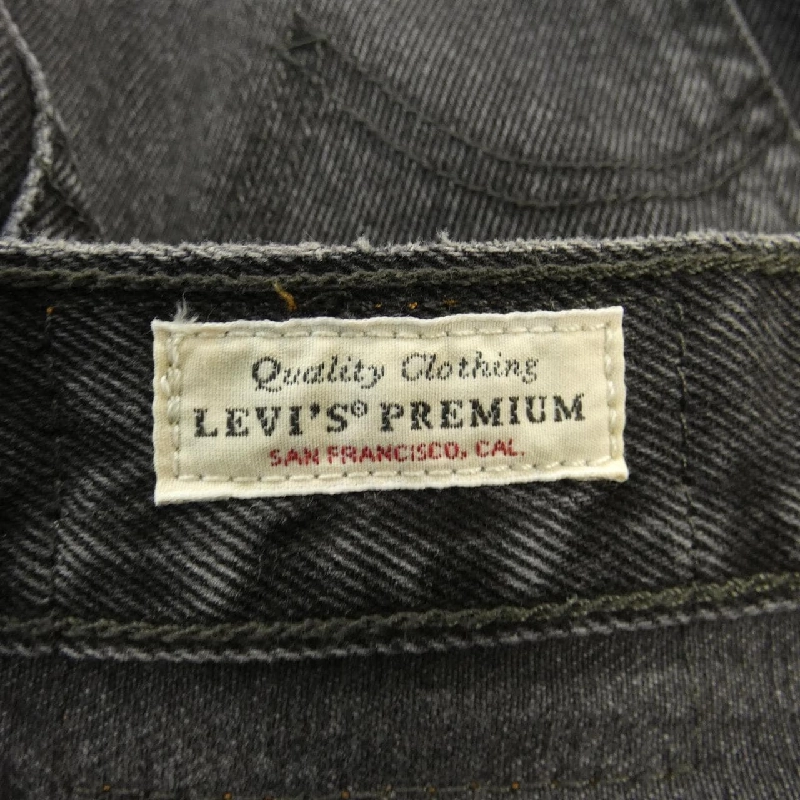 Quality Clothing
LEVI'S® PREMIUM
SAN FRANCISCO, CAL.